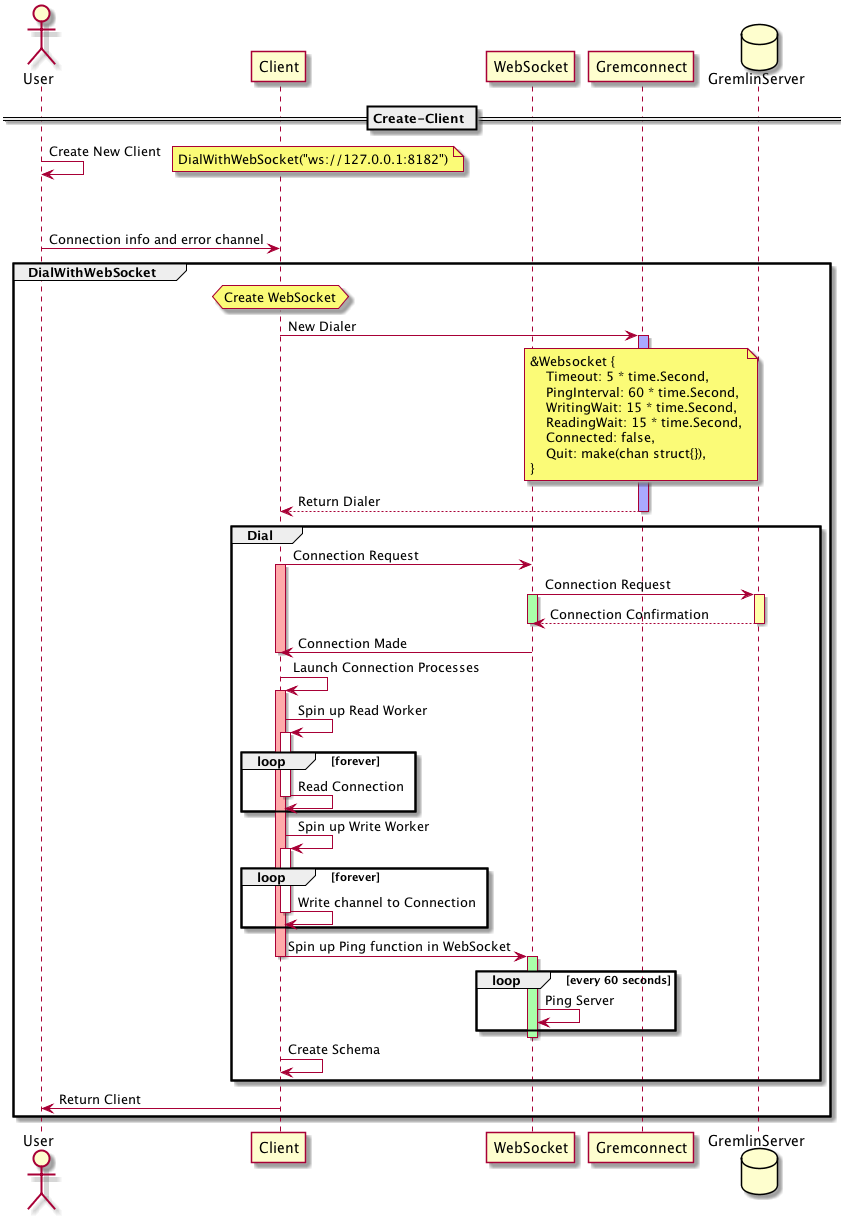 User
Client
WebSocket
Gremconnect
GremlinServer
Create-Client
Create New Client
DialWithWebSocket("ws://127.0.0.1:8182")
Connection info and error channel
DialWithWebSocket
Create WebSocket
New Dialer
&Websocket {
Timeout: 5 * time.Second,
PingInterval: 60 * time.Second,
WritingWait: 15 * time.Second,
ReadingWait: 15 * time.Second,
Connected: false,
Quit: make(chan struct{}),
}
Return Dialer
Dial
Connection Request
Connection Request
Connection Confirmation
Connection Made
Launch Connection Processes
Spin up Read Worker
loop [forever]
Read Connection
Spin up Write Worker
loop [forever]
Write channel to Connection
Spin up Ping function in WebSocket
loop [every 60 seconds]
Ping Server
Create Schema
Return Client
User
Client
WebSocket
Gremconnect
GremlinServer